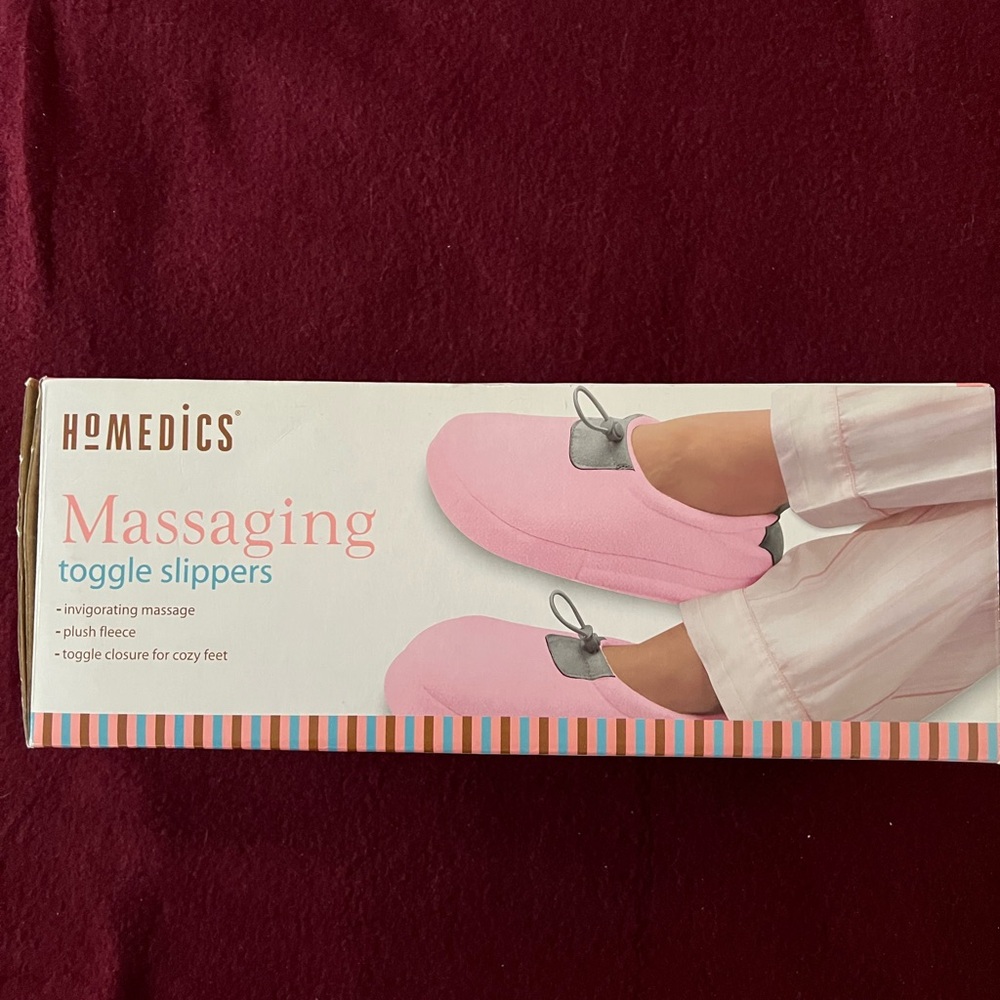 HoMEDiCS®
Massaging
toggle slippers
- invigorating massage
- plush fleece
- toggle closure for cozy feet